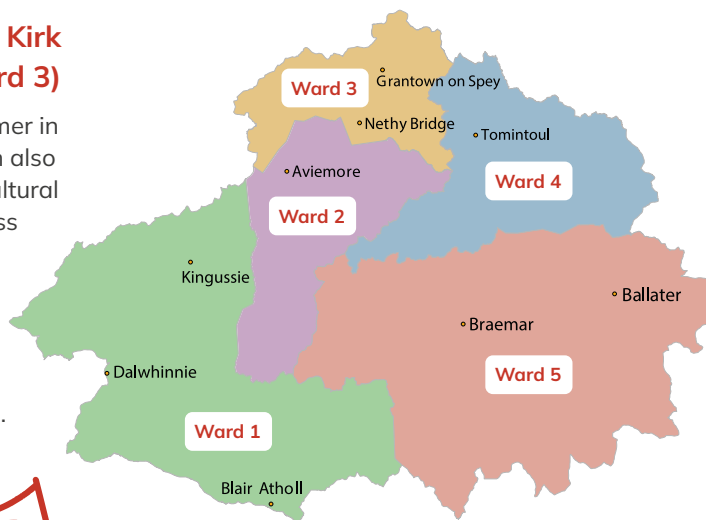 Kirk
rd 3)
mer in
n also
ltural
ss
.
Ward 3
Grantown on Spey
Nethy Bridge
Tomintoul
Aviemore
Ward 4
Ward 2
Kingussie
Ballater
Braemar
Dalwhinnie
Ward 5
Ward 1
Blair Atholl